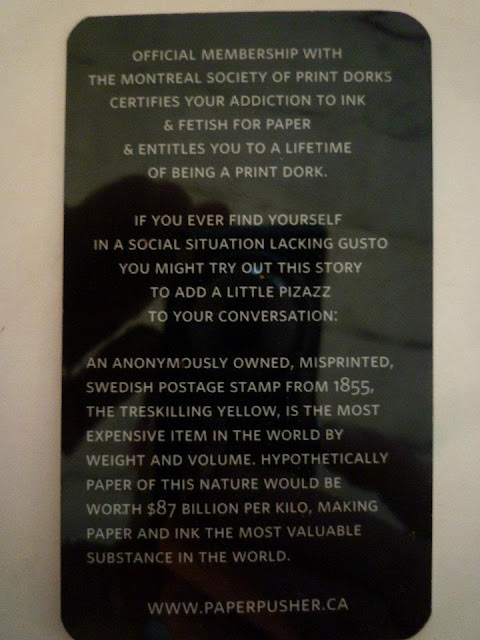 OFFICIAL MEMBERSHIP WITH
THE MONTREAL SOCIETY OF PRINT DORKS
CERTIFIES YOUR ADDICTION TO INK
& FETISH FOR PAPER
& ENTITLES YOU TO A LIFETIME
OF BEING A PRINT DORK.
IF YOU EVER FIND YOURSELF
IN A SOCIAL SITUATION LACKING GUSTO
YOU MIGHT TRY OUT THIS STORY
TO ADD A LITTLE PIZAZZ
TO YOUR CONVERSATION:
AN ANONYMOUSLY OWNED, MISPRINTED,
SWEDISH POSTAGE STAMP FROM 1855,
THE TRESKILLING YELLOW, IS THE MOST
EXPENSIVE ITEM IN THE WORLD BY
WEIGHT AND VOLUME. HYPOTHETICALLY
PAPER OF THIS NATURE WOULD BE
WORTH $87 BILLION PER KILO, MAKING
PAPER AND INK THE MOST VALUABLE
SUBSTANCE IN THE WORLD.
WWW.PAPERPUSHER.CA